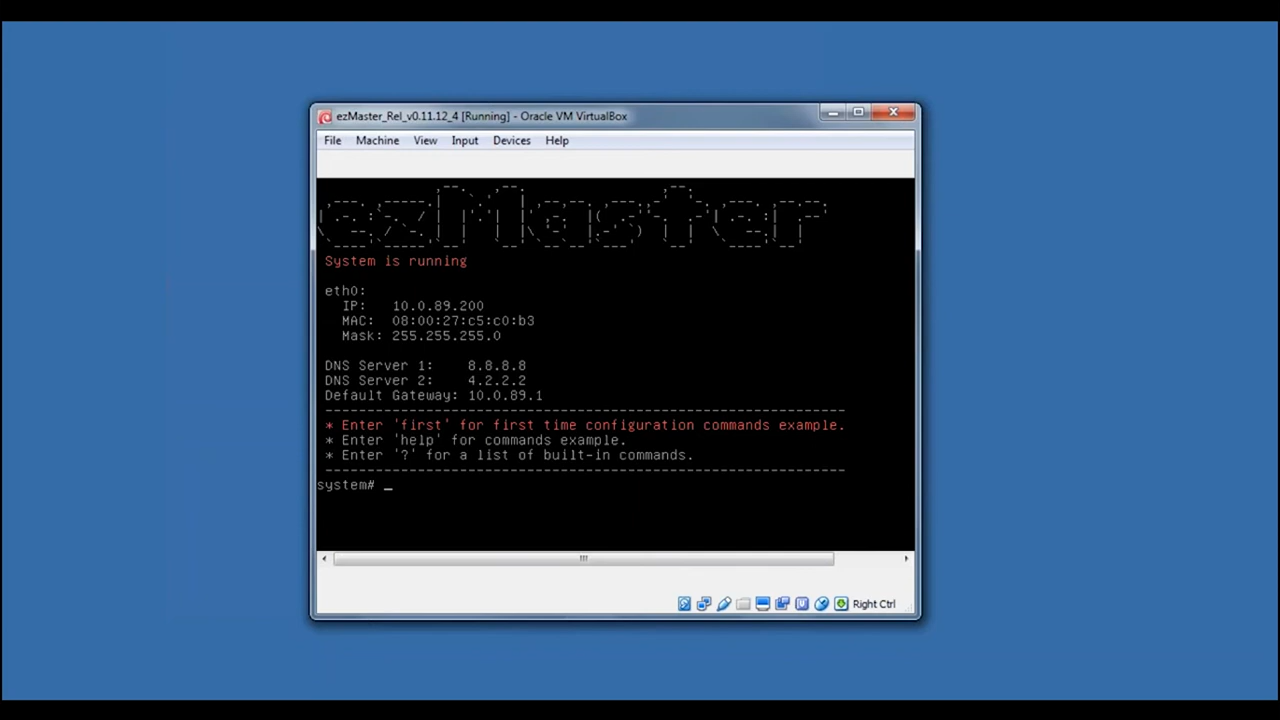 ezMaster_Rel_v0.11.12_4 [Running] - Oracle VM VirtualBox
File Machine View Input Devices Help
ezMaster
System is running
eth0:
IP: 10.0.89.200
MAC: 08:00:27:c5:c0:b3
Mask: 255.255.255.0
DNS Server 1: 8.8.8.8
DNS Server 2: 4.2.2.2
Default Gateway: 10.0.89.1
--------------------------------------------------------------
* Enter 'first' for first time configuration commands example.
* Enter 'help' for commands example.
* Enter '?' for a list of built-in commands.
--------------------------------------------------------------
system# _
Right Ctrl